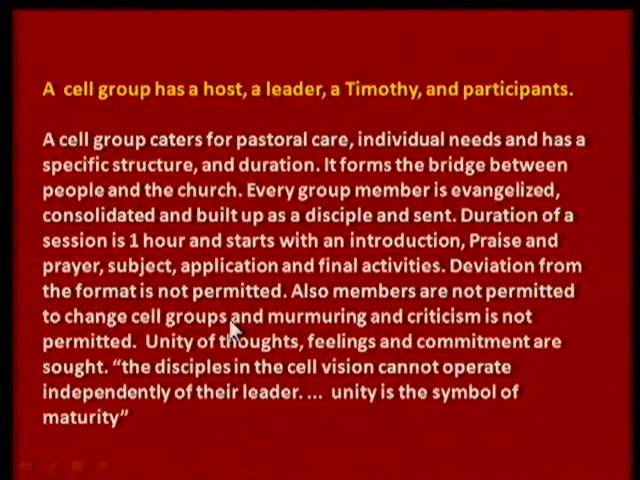 A cell group has a host, a leader, a Timothy, and participants.
A cell group caters for pastoral care, individual needs and has a
specific structure, and duration. It forms the bridge between
people and the church. Every group member is evangelized,
consolidated and built up as a disciple and sent. Duration of a
session is 1 hour and starts with an introduction, Praise and
prayer, subject, application and final activities. Deviation from
the format is not permitted. Also members are not permitted
to change cell groups and murmuring and criticism is not
permitted. Unity of thoughts, feelings and commitment are
sought. “the disciples in the cell vision cannot operate
independently of their leader. ... unity is the symbol of
maturity”